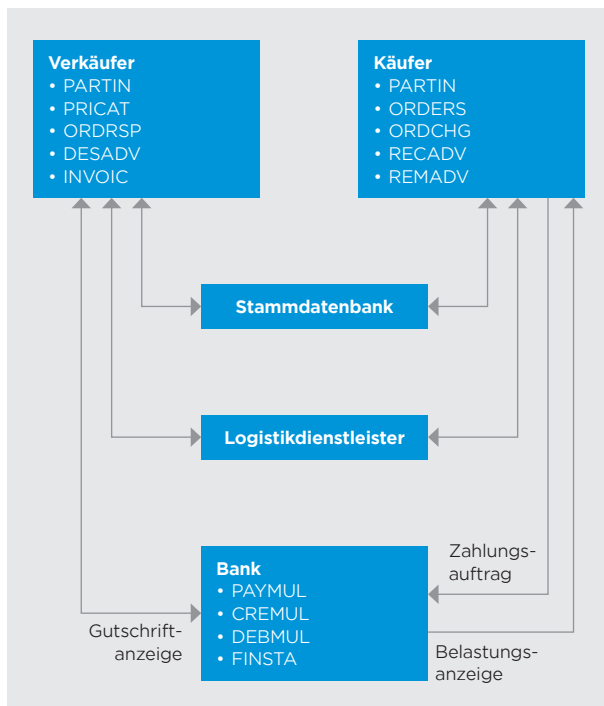 Verkäufer
• PARTIN
• PRICAT
• ORDRSP
• DESADV
• INVOIC
Käufer
• PARTIN
• ORDERS
• ORDCHG
• RECADV
• REMADV
Stammdatenbank
Logistikdienstleister
Bank
• PAYMUL
• CREMUL
• DEBMUL
• FINSTA
Gutschrift-
anzeige
Zahlungs-
auftrag
Belastungs-
anzeige